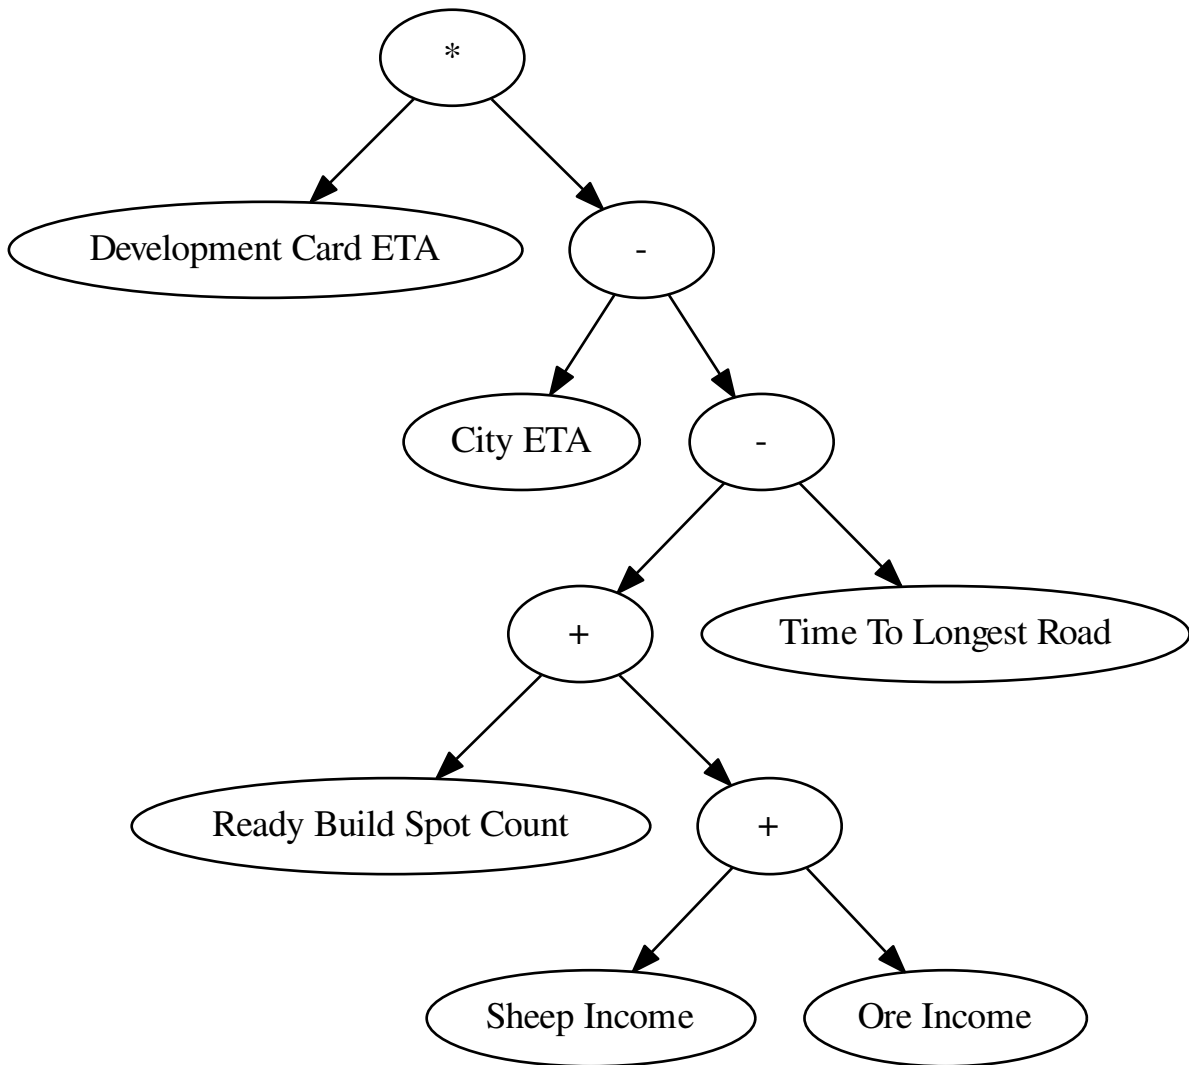 *
Development Card ETA
-
City ETA
-
+
Time To Longest Road
Ready Build Spot Count
+
Sheep Income
Ore Income